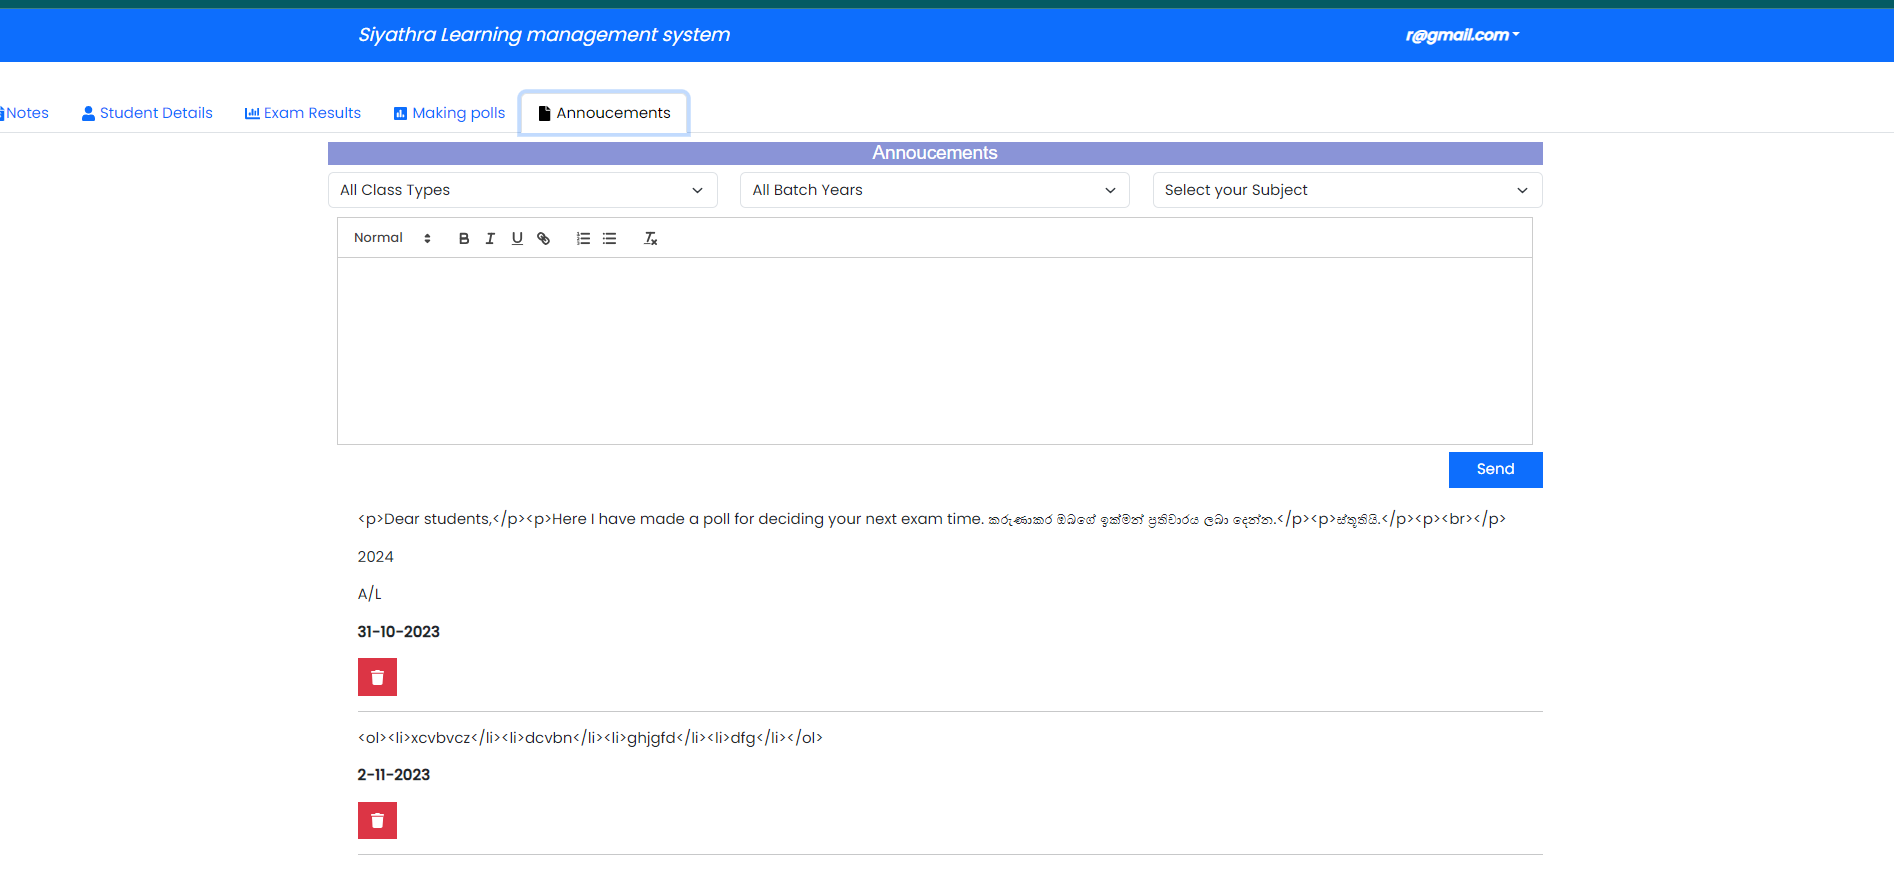 Siyathra Learning management system
r@gmail.com
Notes
Student Details
Exam Results
Making polls
Annoucements
Annoucements
All Class Types
All Batch Years
Select your Subject
Normal
Send
<p>Dear students,</p><p>Here I have made a poll for deciding your next exam time. කරුණාකර ඔබගේ ඉක්මන් ප්‍රතිචාරය ලබා දෙන්න.</p><p>ස්තූතියි.</p><p><br></p>
2024
A/L
31-10-2023
<ol><li>xcvbvcz</li><li>dcvbn</li><li>ghjgfd</li><li>dfg</li></ol>
2-11-2023